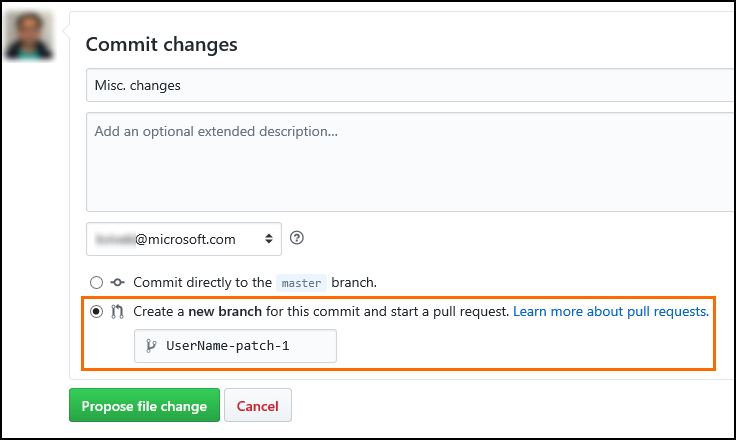 Commit changes
Misc. changes
Add an optional extended description...
@microsoft.com
Commit directly to the master branch.
Create a new branch for this commit and start a pull request. Learn more about pull requests.
UserName-patch-1
Propose file change Cancel